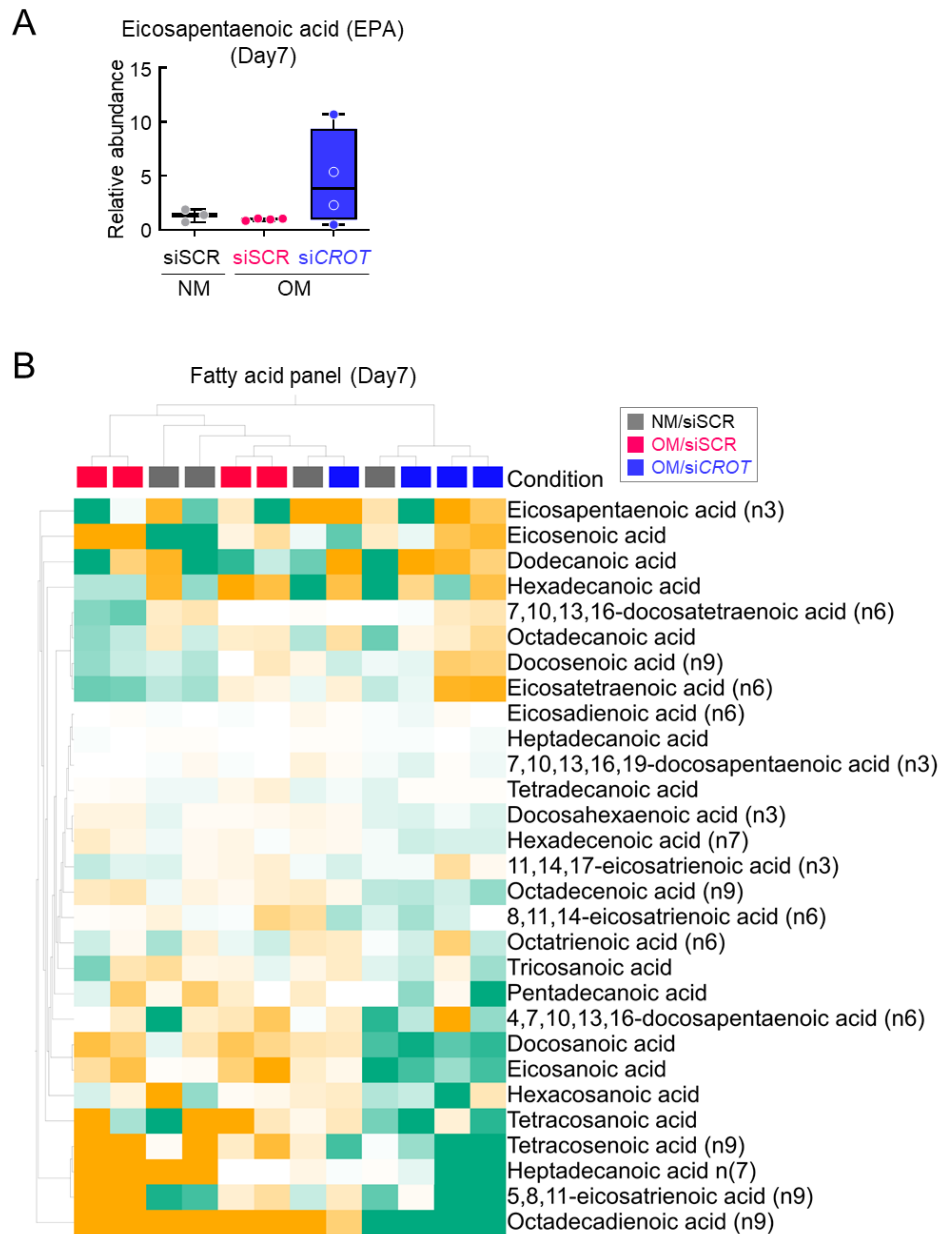 A
Eicosapentaenoic acid (EPA)
(Day7)
Relative abundance
15
10
5
0
siSCR siSCR siCROT
NM OM
B
Fatty acid panel (Day7)
NM/siSCR
OM/siSCR
OM/siCROT
Condition
Eicosapentaenoic acid (n3)
Eicosenoic acid
Dodecanoic acid
Hexadecanoic acid
7,10,13,16-docosatetraenoic acid (n6)
Octadecanoic acid
Docosenoic acid (n9)
Eicosatetraenoic acid (n6)
Eicosadienoic acid (n6)
Heptadecanoic acid
7,10,13,16,19-docosapentaenoic acid (n3)
Tetradecanoic acid
Docosahexaenoic acid (n3)
Hexadecenoic acid (n7)
11,14,17-eicosatrienoic acid (n3)
Octadecenoic acid (n9)
8,11,14-eicosatrienoic acid (n6)
Octatrienoic acid (n6)
Tricosanoic acid
Pentadecanoic acid
4,7,10,13,16-docosapentaenoic acid (n6)
Docosanoic acid
Eicosanoic acid
Hexacosanoic acid
Tetracosanoic acid
Tetracosenoic acid (n9)
Heptadecanoic acid n(7)
5,8,11-eicosatrienoic acid (n9)
Octadecadienoic acid (n9)